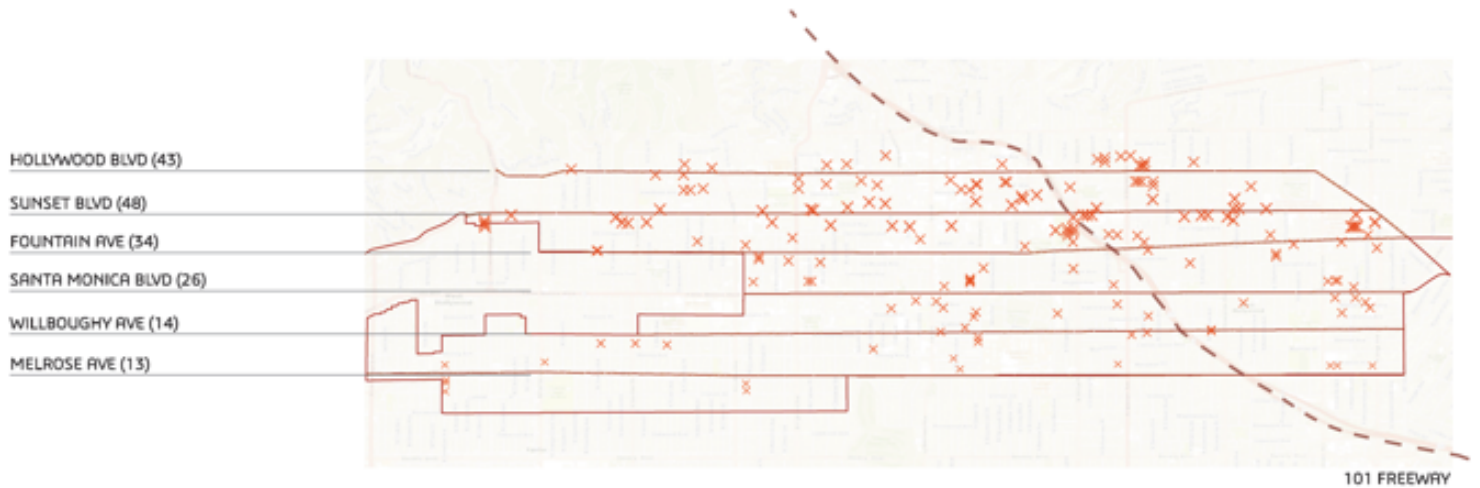 HOLLYWOOD BLVD (43)
SUNSET BLVD (48)
FOUNTAIN AVE (34)
SANTA MONICA BLVD (26)
WILLBOUGHY AVE (14)
MELROSE AVE (13)
101 FREEWAY